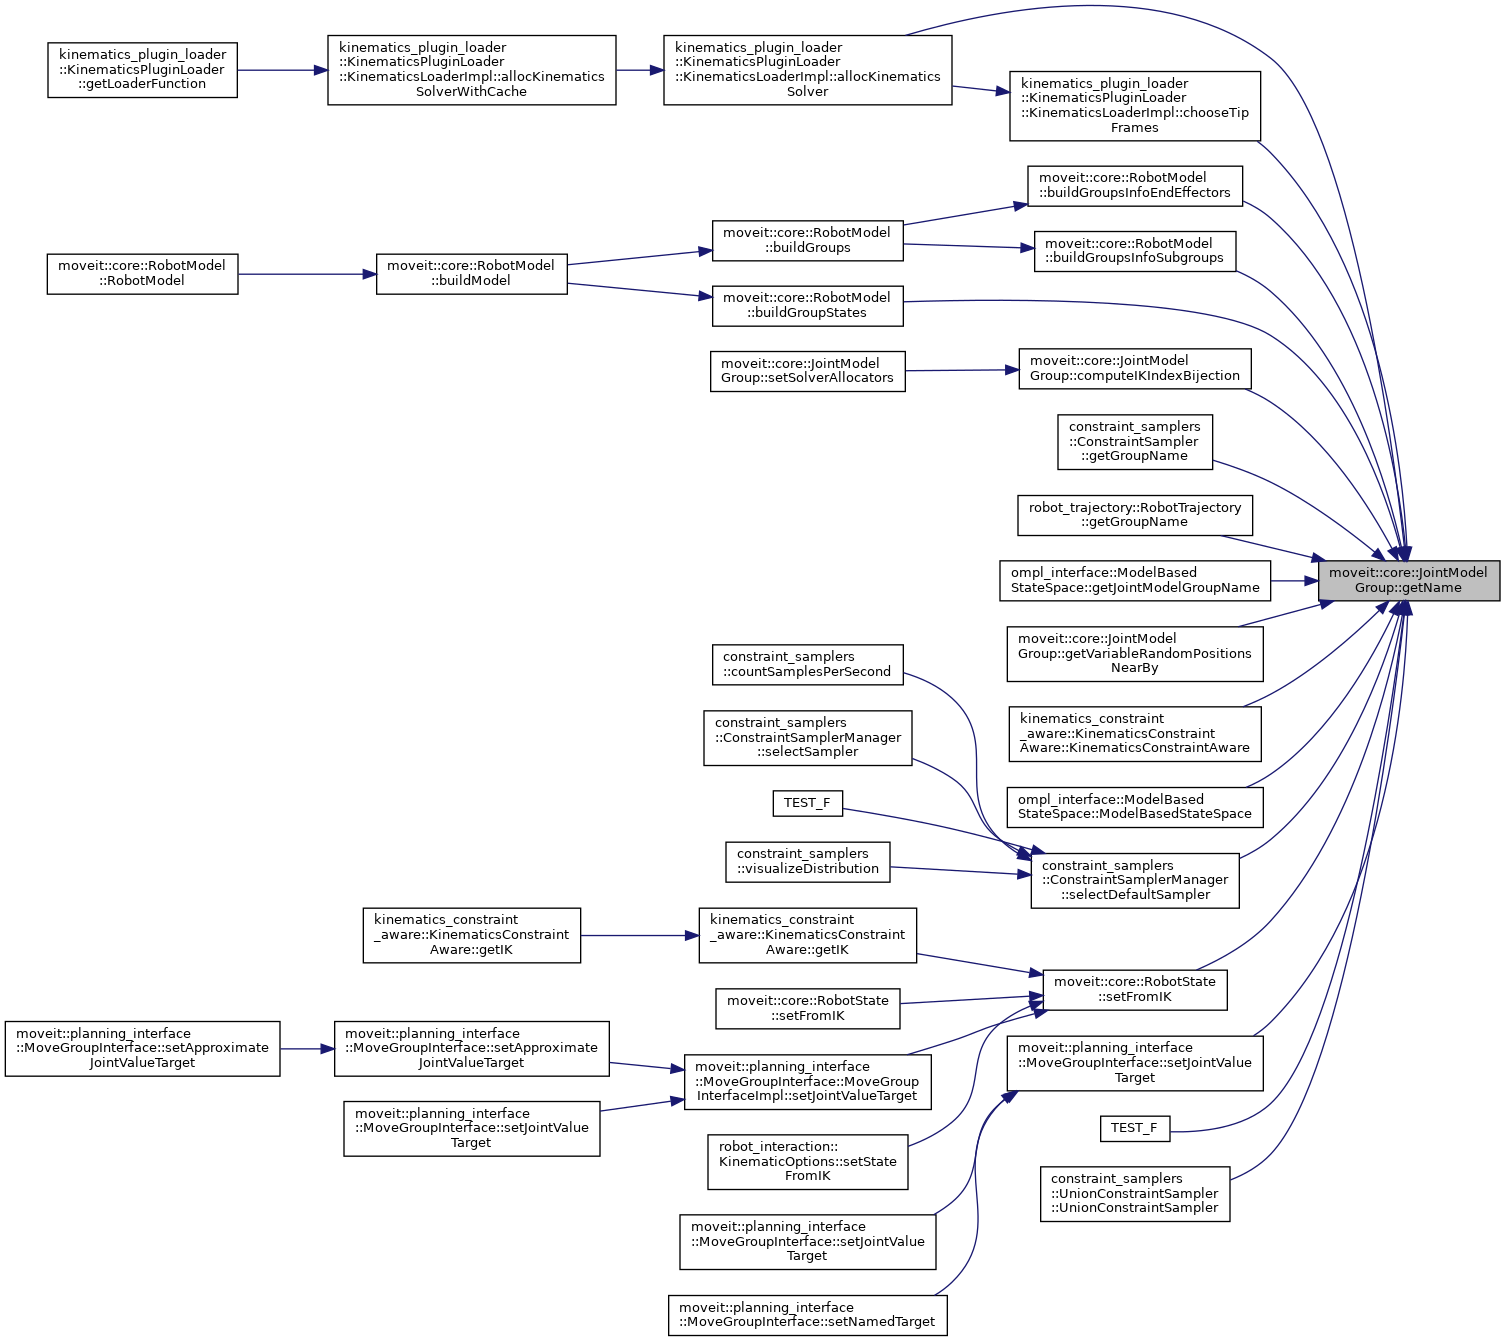 kinematics_plugin_loader
::KinematicsPluginLoader
::getLoaderFunction
kinematics_plugin_loader
::KinematicsPluginLoader
::KinematicsLoaderImpl::allocKinematics
SolverWithCache
kinematics_plugin_loader
::KinematicsPluginLoader
::KinematicsLoaderImpl::allocKinematics
Solver
kinematics_plugin_loader
::KinematicsPluginLoader
::KinematicsLoaderImpl::chooseTip
Frames
moveit::core::RobotModel
::buildGroupsInfoEndEffectors
moveit::core::RobotModel
::buildGroups
moveit::core::RobotModel
::buildGroupsInfoSubgroups
moveit::core::RobotModel
::RobotModel
moveit::core::RobotModel
::buildModel
moveit::core::RobotModel
::buildGroupStates
moveit::core::JointModel
Group::setSolverAllocators
moveit::core::JointModel
Group::computeIKIndexBijection
constraint_samplers
::ConstraintSampler
::getGroupName
robot_trajectory::RobotTrajectory
::getGroupName
ompl_interface::ModelBased
StateSpace::getJointModelGroupName
moveit::core::JointModel
Group::getName
moveit::core::JointModel
Group::getVariableRandomPositions
NearBy
constraint_samplers
::countSamplesPerSecond
kinematics_constraint
_aware::KinematicsConstraint
Aware::KinematicsConstraintAware
constraint_samplers
::ConstraintSamplerManager
::selectSampler
ompl_interface::ModelBased
StateSpace::ModelBasedStateSpace
TEST_F
constraint_samplers
::visualizeDistribution
constraint_samplers
::ConstraintSamplerManager
::selectDefaultSampler
kinematics_constraint
_aware::KinematicsConstraint
Aware::getIK
kinematics_constraint
_aware::KinematicsConstraint
Aware::getIK
moveit::core::RobotState
::setFromIK
moveit::core::RobotState
::setFromIK
moveit::planning_interface
::MoveGroupInterface::setApproximate
JointValueTarget
moveit::planning_interface
::MoveGroupInterface::setApproximate
JointValueTarget
moveit::planning_interface
::MoveGroupInterface::MoveGroup
InterfaceImpl::setJointValueTarget
moveit::planning_interface
::MoveGroupInterface::setJointValue
Target
moveit::planning_interface
::MoveGroupInterface::setJointValue
Target
TEST_F
robot_interaction::
KinematicOptions::setState
FromIK
constraint_samplers
::UnionConstraintSampler
::UnionConstraintSampler
moveit::planning_interface
::MoveGroupInterface::setJointValue
Target
moveit::planning_interface
::MoveGroupInterface::setNamedTarget